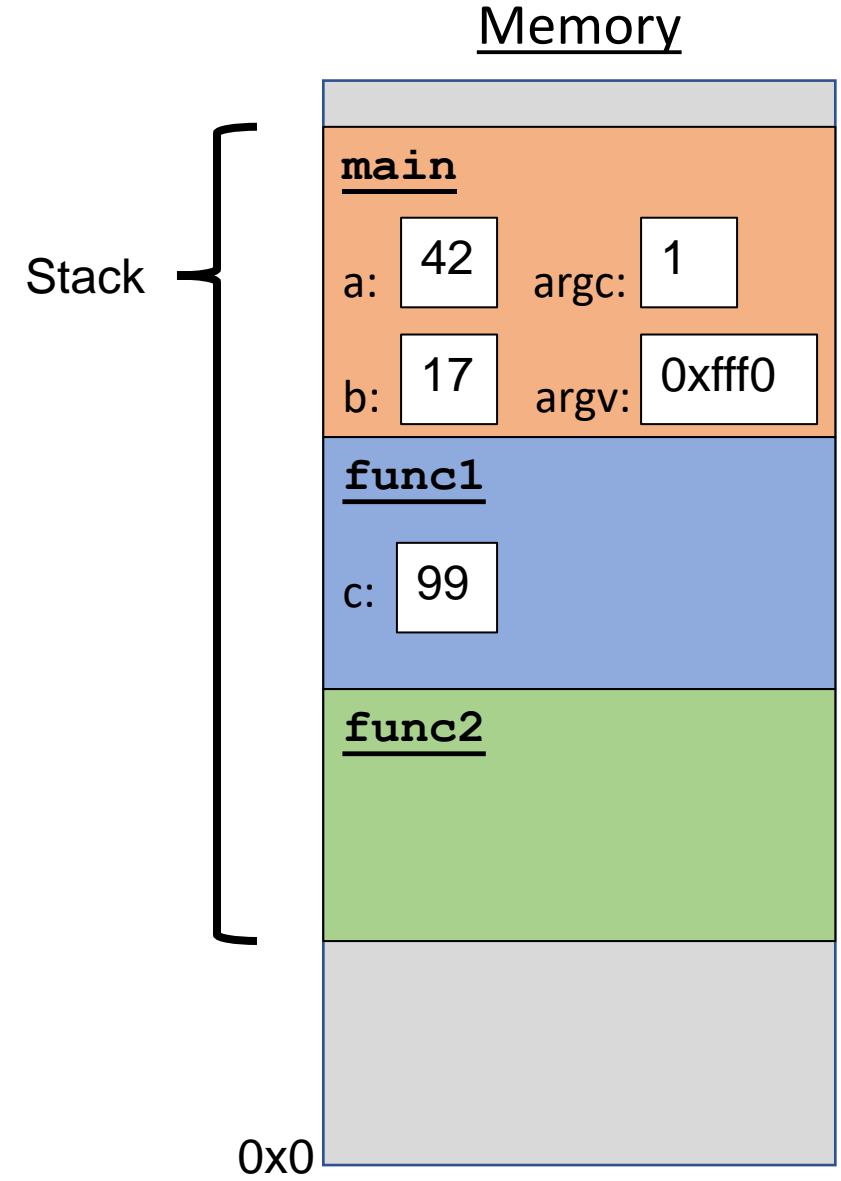 Memory
main
Stack
a: 42 argc: 1
b: 17 argv: 0xfff0
func1
c: 99
func2
0x0